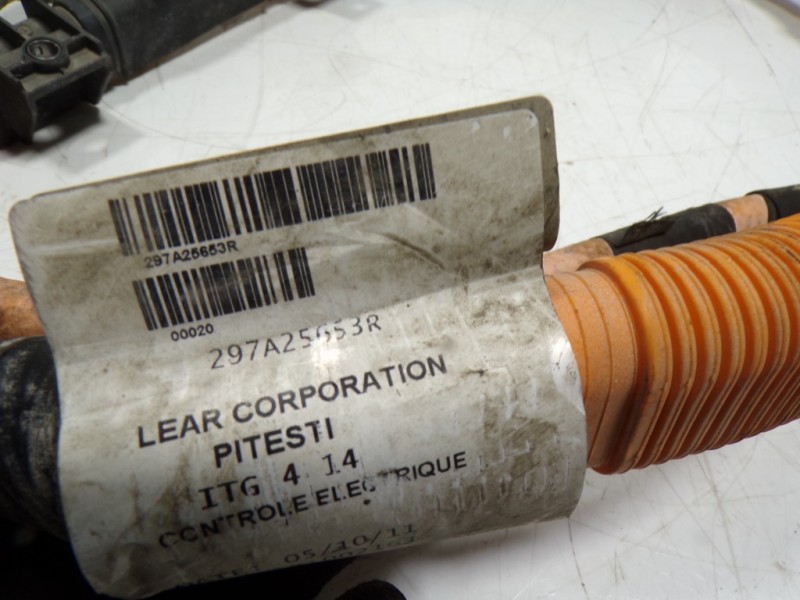 297A25653R
00020
297A25653R
LEAR CORPORATION
PITESTI
ITG 4 14
CONTROLE ELECTRIQUE
05/10/11